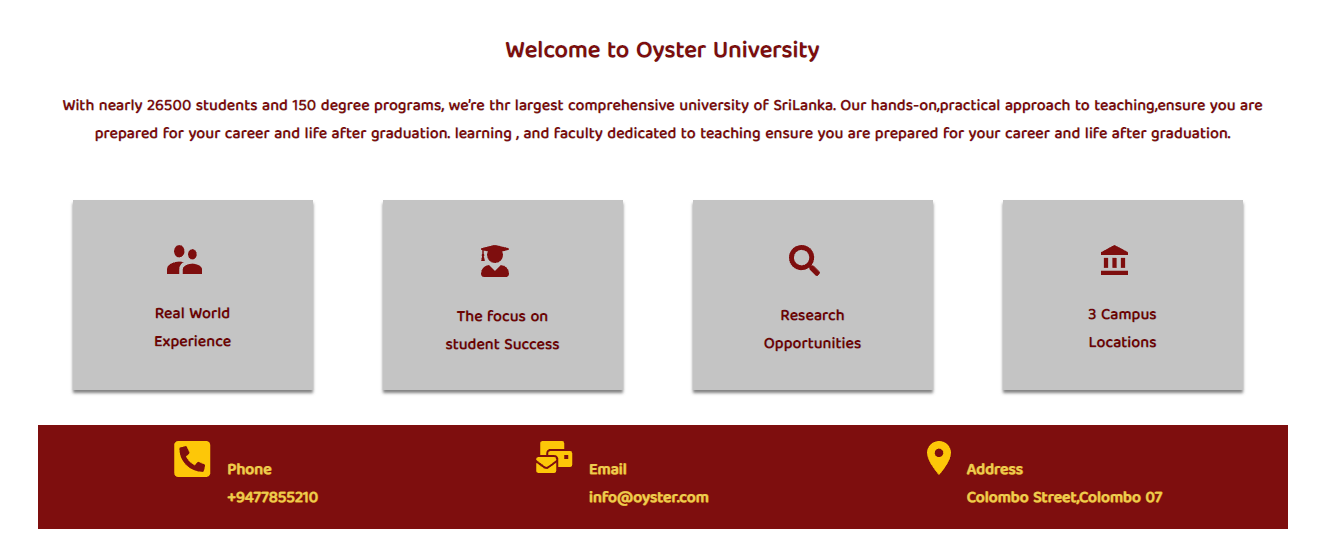 Welcome to Oyster University
With nearly 26500 students and 150 degree programs, we're thr largest comprehensive university of SriLanka. Our hands-on,practical approach to teaching,ensure you are
prepared for your career and life after graduation. learning , and faculty dedicated to teaching ensure you are prepared for your career and life after graduation.
Real World
Experience
The focus on
student Success
Research
Opportunities
3 Campus
Locations
Phone
+9477855210
Email
info@oyster.com
Address
Colombo Street,Colombo 07